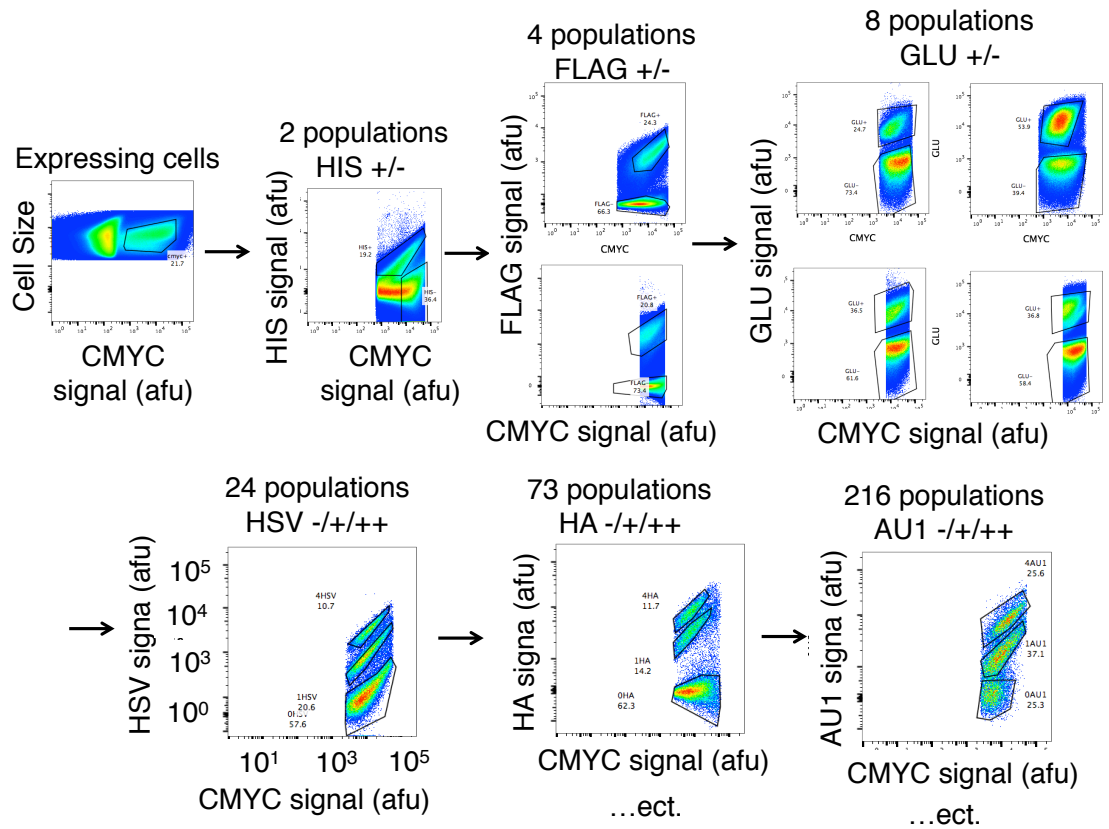 Expressing cells
Cell Size
cmyc+
21.7
10⁰ 10¹ 10² 10³ 10⁴ 10⁵
CMYC
signal (afu)
2 populations
HIS +/-
HIS signal (afu)
HIS+
19.2
HIS-
36.4
CMYC
signal (afu)
4 populations
FLAG +/-
FLAG signal (afu)
FLAG+
24.3
FLAG-
66.3
CMYC
FLAG+
20.8
FLAG
73.4
CMYC signal (afu)
8 populations
GLU +/-
GLU signal (afu)
GLU+
24.7
GLU-
73.4
CMYC
GLU
GLU+
53.9
GLU-
39.4
CMYC
GLU+
36.5
GLU-
61.6
GLU
GLU+
36.8
GLU-
58.4
CMYC signal (afu)
24 populations
HSV -/+/++
HSV signa (afu)
10⁵
10⁴
10³
10⁰
4HSV
10.7
1HSV
20.6
0HSV
57.6
10¹ 10³ 10⁵
CMYC signal (afu)
73 populations
HA -/+/++
HA signa (afu)
4HA
11.7
1HA
14.2
0HA
62.3
CMYC signal (afu)
...ect.
216 populations
AU1 -/+/++
AU1 signa (afu)
4AU1
25.6
1AU1
37.1
0AU1
25.3
CMYC signal (afu)
...ect.